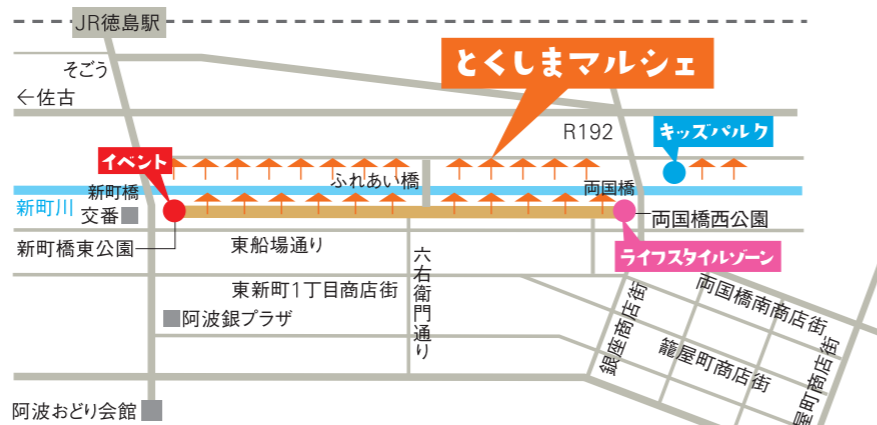 JR徳島駅
そごう
とくしまマルシェ
←佐古
R192
キッズパルク
イベント
ふれあい橋
両国橋
新町橋
新町川
交番
両国橋西公園
新町橋東公園
東船場通り
ライフスタイルゾーン
六右衛門通り
東新町1丁目商店街
両国橋南商店街
銀座商店街
阿波銀プラザ
籠屋町商店街
屋町商店街
阿波おどり会館